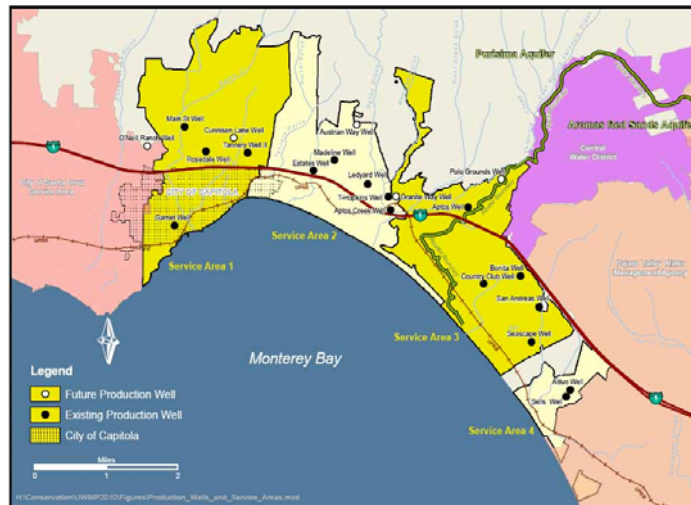 Purisima Aquifer
Aromas Red Sands Aquifer
Central
Water District
Main St Well
Cunnison Lane Well
O'Neill Ranch Well
Rosedale Well
Tannery Well II
Austrian Way Well
Madeline Well
Estates Well
Ledyard Well
Polo Grounds Well
City of Santa Cruz
Service Area
CITY OF CAPITOLA
T-Hopkins Well
Granite Way Well
Aptos Creek Well
Aptos Well
Garnet Well
Service Area 1
Service Area 2
Bonita Well
Country Club Well
San Andreas Well
Pajaro Valley Water
Management Agency
Seascape Well
Service Area 3
Monterey Bay
Altivo Well
Sells Well
Service Area 4
Legend
Future Production Well
Existing Production Well
City of Capitola
Miles
0 1 2
H:\Conservation\UWMP2010\Figures\Production_Wells_and_Service_Areas.mxd